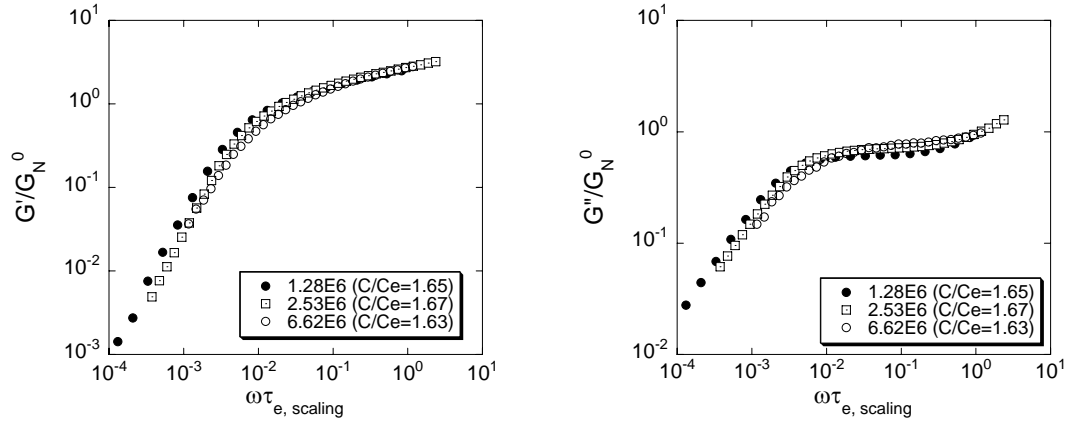 10^1
10^0
10^-1
10^-2
10^-3
G'/G_N^0
1.28E6 (C/Ce=1.65)
2.53E6 (C/Ce=1.67)
6.62E6 (C/Ce=1.63)
10^-4 10^-3 10^-2 10^-1 10^0 10^1
ωτ_e, scaling
10^1
10^0
10^-1
10^-2
G"/G_N^0
1.28E6 (C/Ce=1.65)
2.53E6 (C/Ce=1.67)
6.62E6 (C/Ce=1.63)
10^-4 10^-3 10^-2 10^-1 10^0 10^1
ωτ_e, scaling